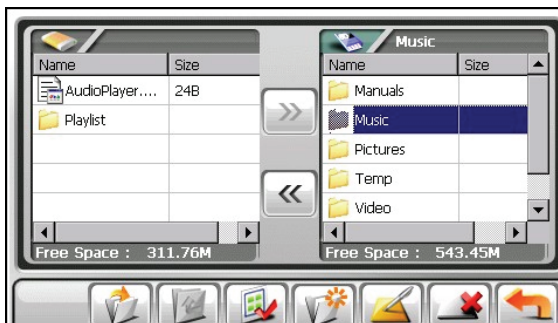 Music
Name Size
AudioPlayer.... 24B
Playlist
Free Space : 311.76M
Name Size
Manuals
Music
Pictures
Temp
Video
Free Space : 543.45M